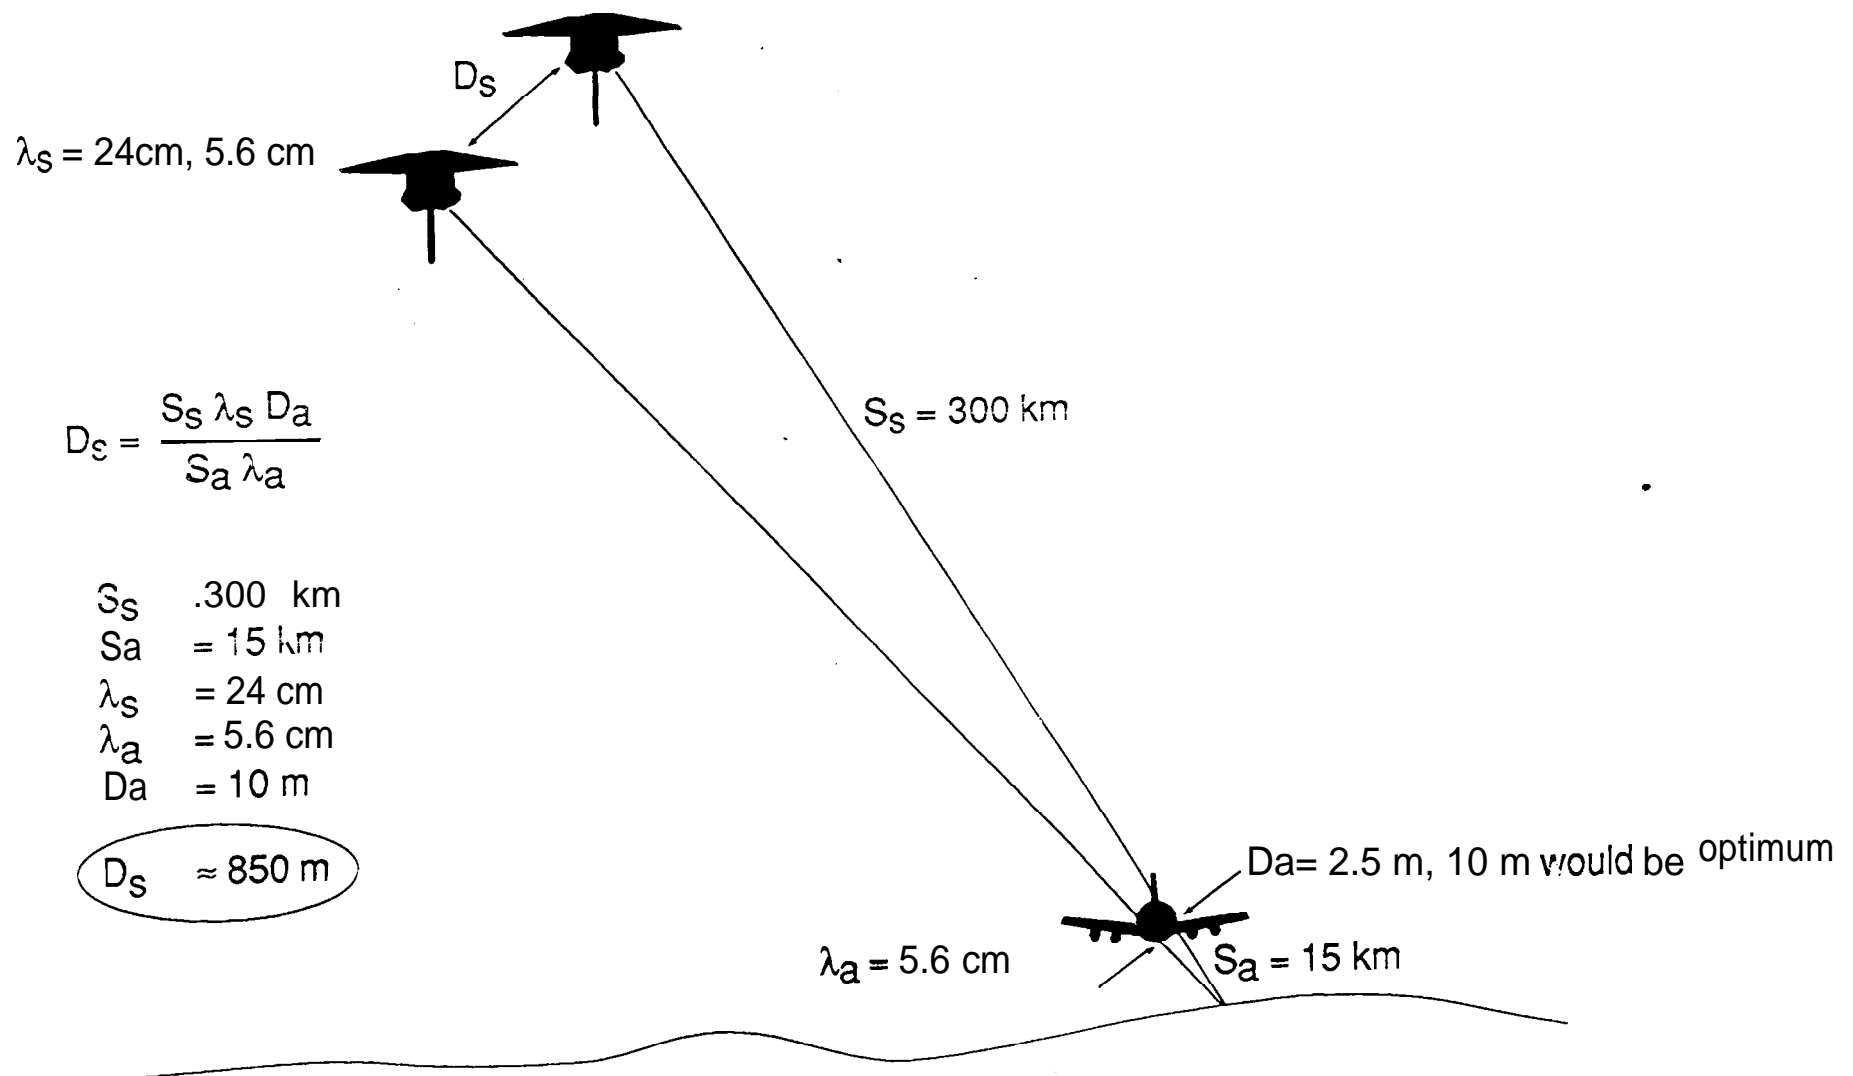 Ds
λs = 24cm, 5.6 cm
Ss = 300 km
Ds = Ss λs Da / Sa λa
Ss .300 km
Sa = 15 km
λs = 24 cm
λa = 5.6 cm
Da = 10 m
Ds ≈ 850 m
Da= 2.5 m, 10 m would be optimum
λa = 5.6 cm
Sa = 15 km